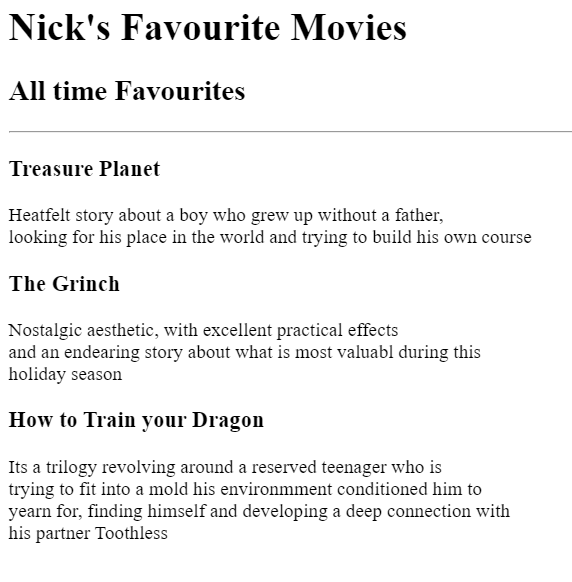 Nick's Favourite Movies
All time Favourites
Treasure Planet
Heatfelt story about a boy who grew up without a father,
looking for his place in the world and trying to build his own course
The Grinch
Nostalgic aesthetic, with excellent practical effects
and an endearing story about what is most valuabl during this
holiday season
How to Train your Dragon
Its a trilogy revolving around a reserved teenager who is
trying to fit into a mold his environmment conditioned him to
yearn for, finding himself and developing a deep connection with
his partner Toothless